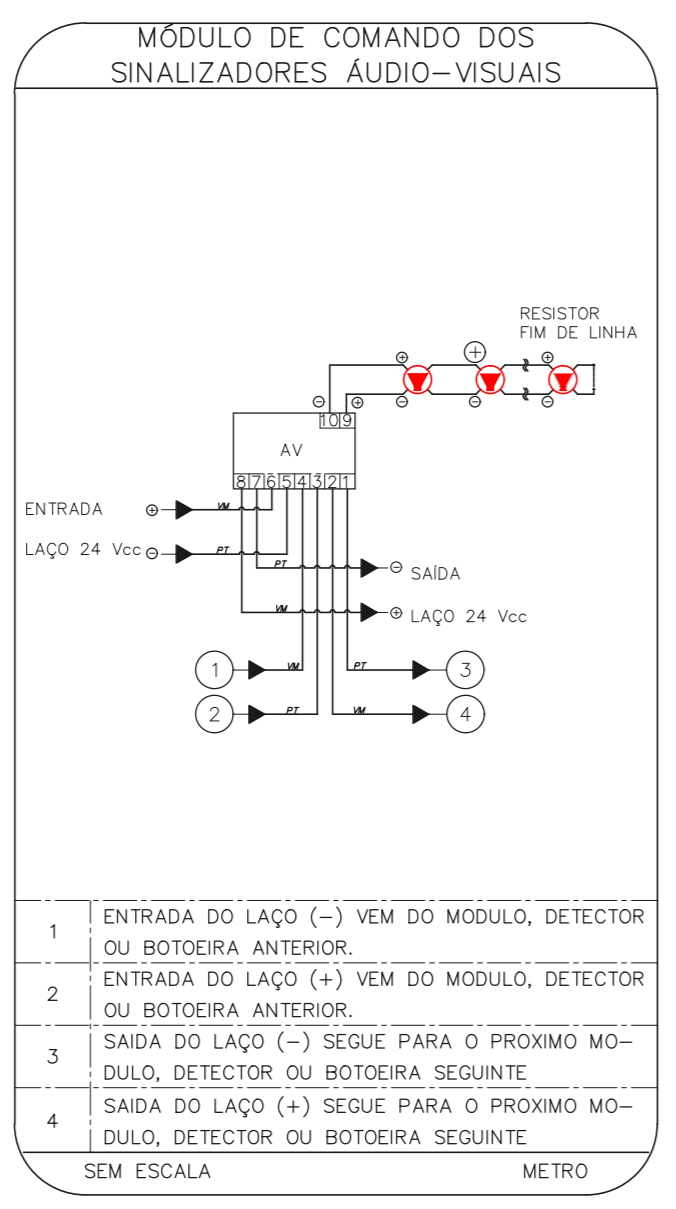 MÓDULO DE COMANDO DOS
SINALIZADORES ÁUDIO-VISUAIS
RESISTOR
FIM DE LINHA
+
+
+
-
+
-
-
-
10 9
AV
8 7 6 5 4 3 2 1
ENTRADA + VM
LAÇO 24 Vcc - PT
PT - SAÍDA
VM + LAÇO 24 Vcc
1 VM PT 3
2 PT VM 4
1 ENTRADA DO LAÇO (-) VEM DO MODULO, DETECTOR
OU BOTOEIRA ANTERIOR.
2 ENTRADA DO LAÇO (+) VEM DO MODULO, DETECTOR
OU BOTOEIRA ANTERIOR.
3 SAIDA DO LAÇO (-) SEGUE PARA O PROXIMO MO-
DULO, DETECTOR OU BOTOEIRA SEGUINTE
4 SAIDA DO LAÇO (+) SEGUE PARA O PROXIMO MO-
DULO, DETECTOR OU BOTOEIRA SEGUINTE
SEM ESCALA METRO